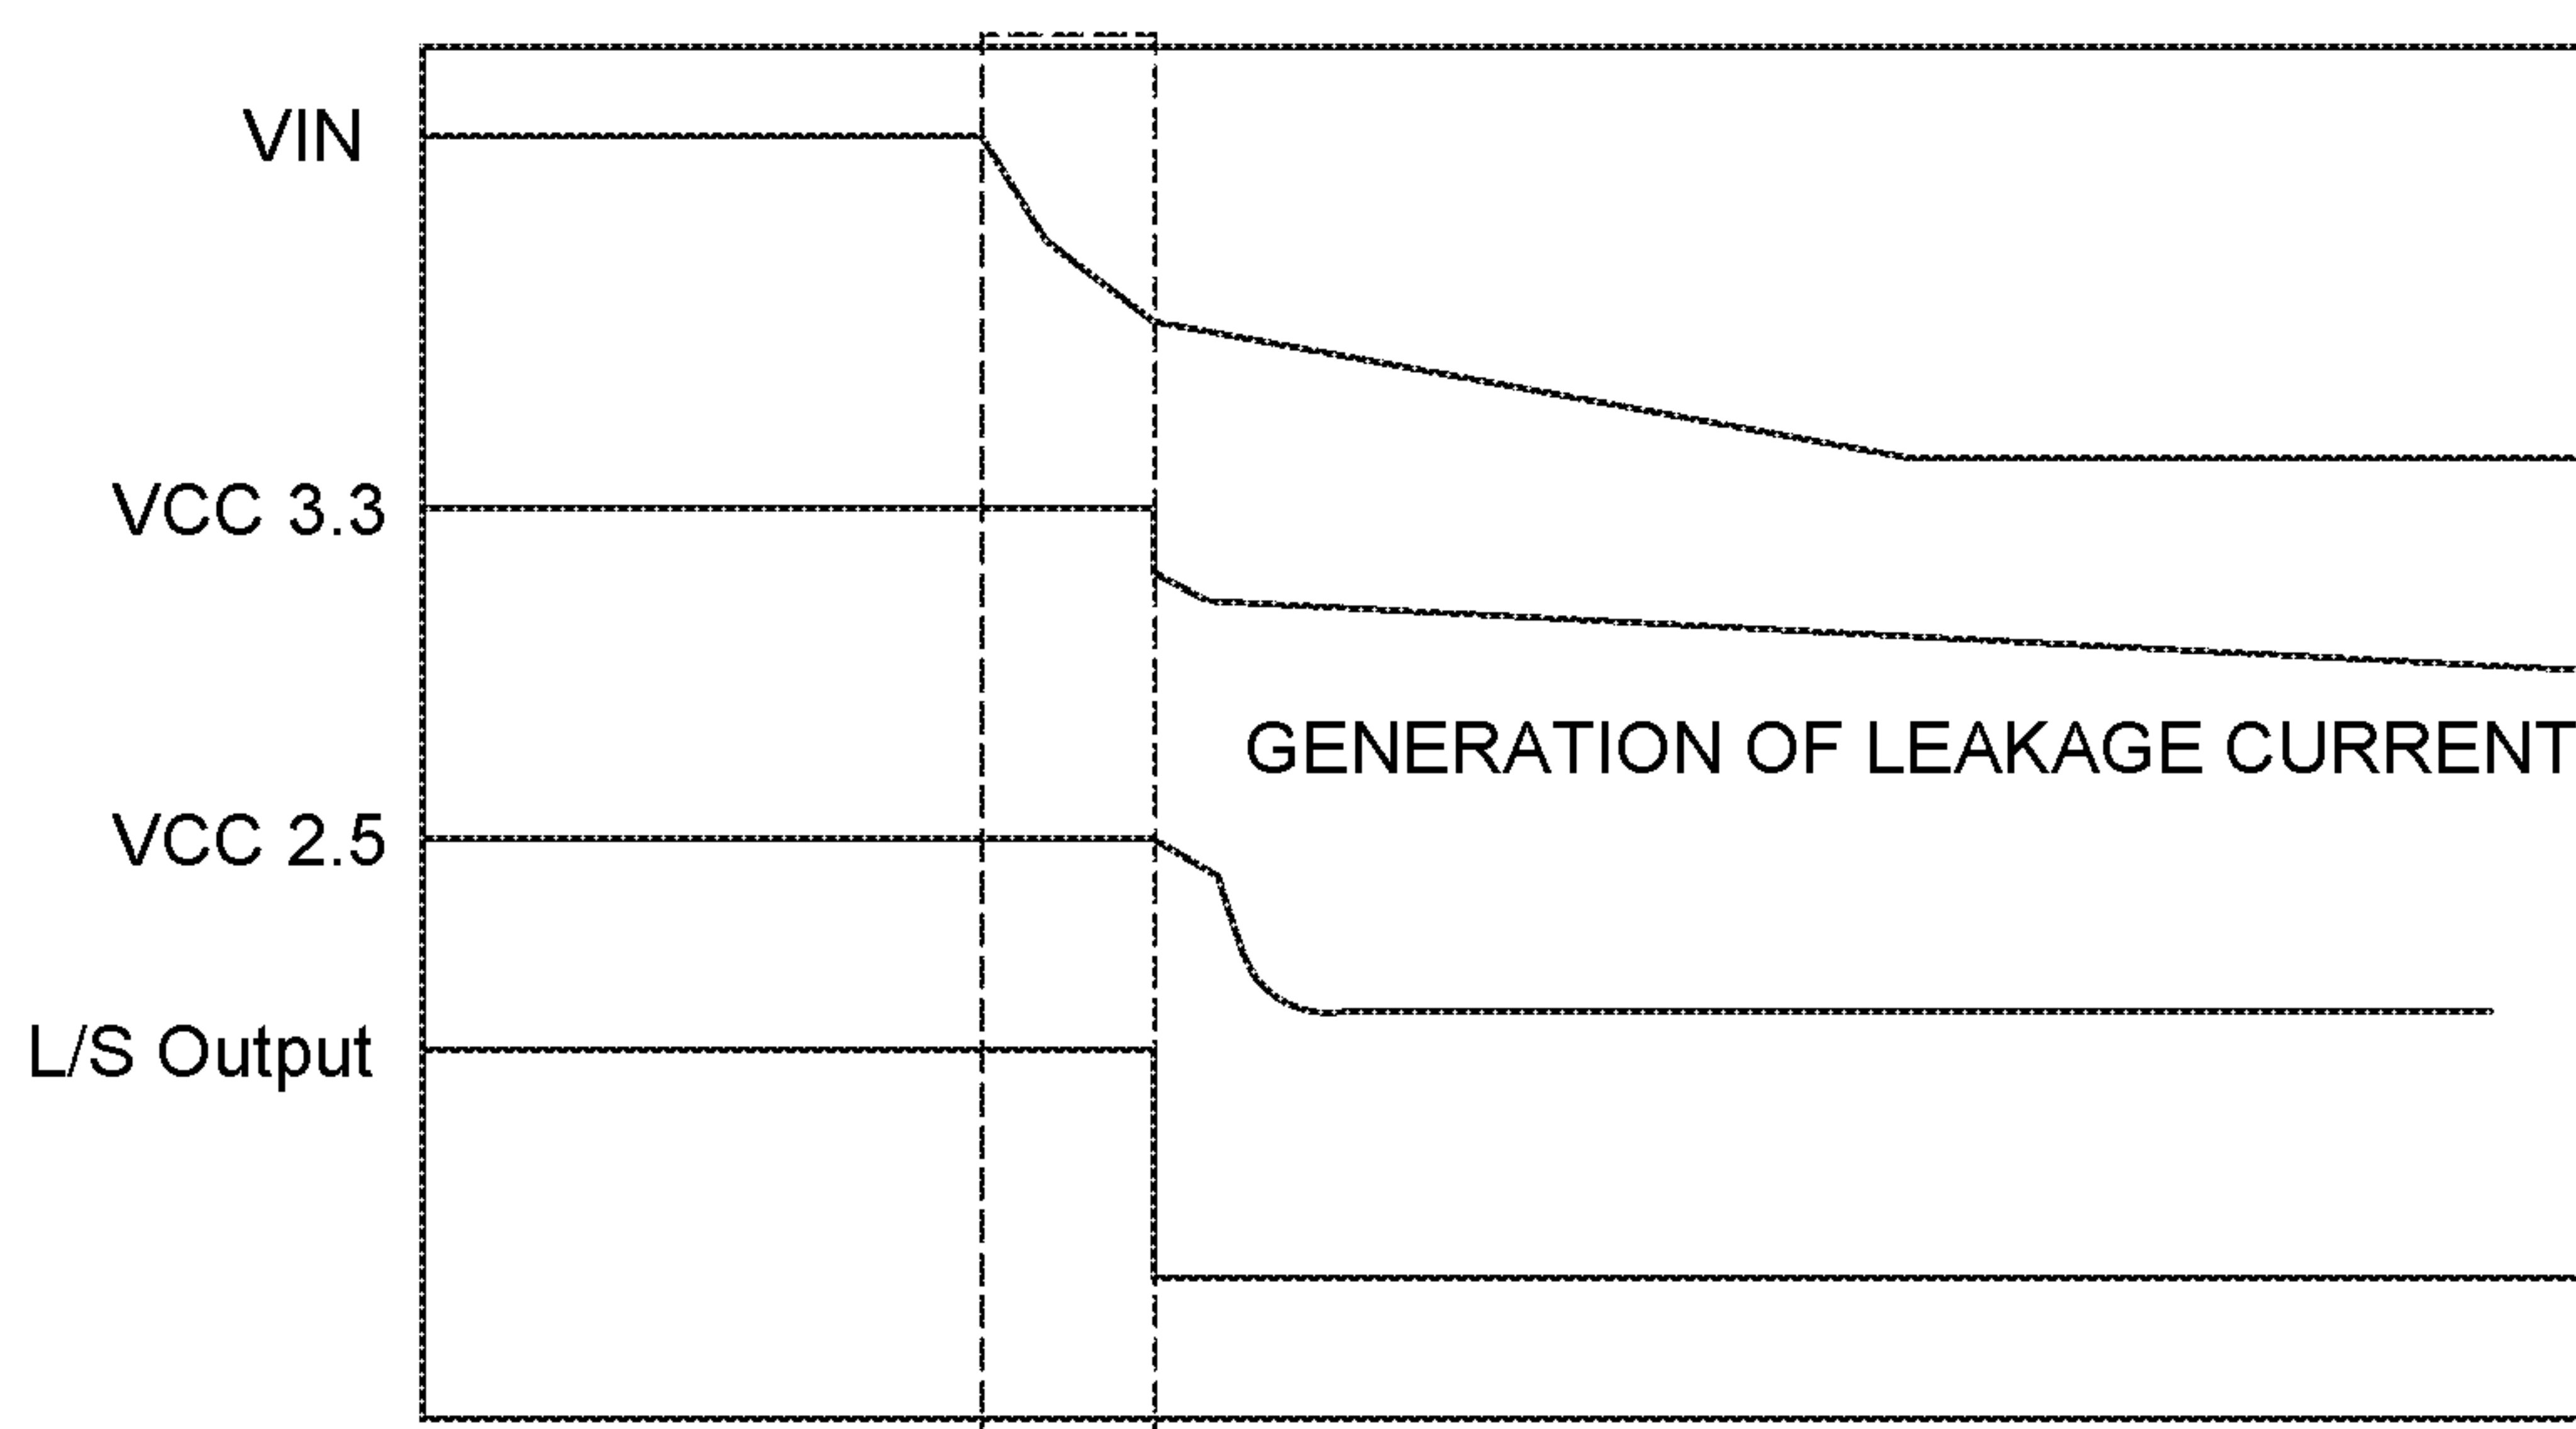 VIN
VCC 3.3
GENERATION OF LEAKAGE CURRENT
VCC 2.5
L/S Output